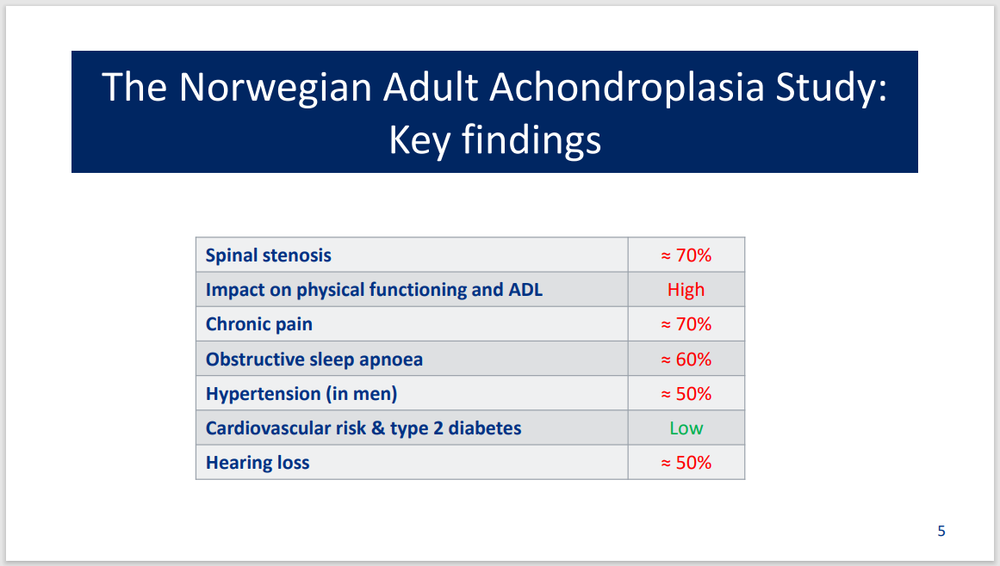 The Norwegian Adult Achondroplasia Study:
Key findings
Spinal stenosis ≈ 70%
Impact on physical functioning and ADL High
Chronic pain ≈ 70%
Obstructive sleep apnoea ≈ 60%
Hypertension (in men) ≈ 50%
Cardiovascular risk & type 2 diabetes Low
Hearing loss ≈ 50%
5